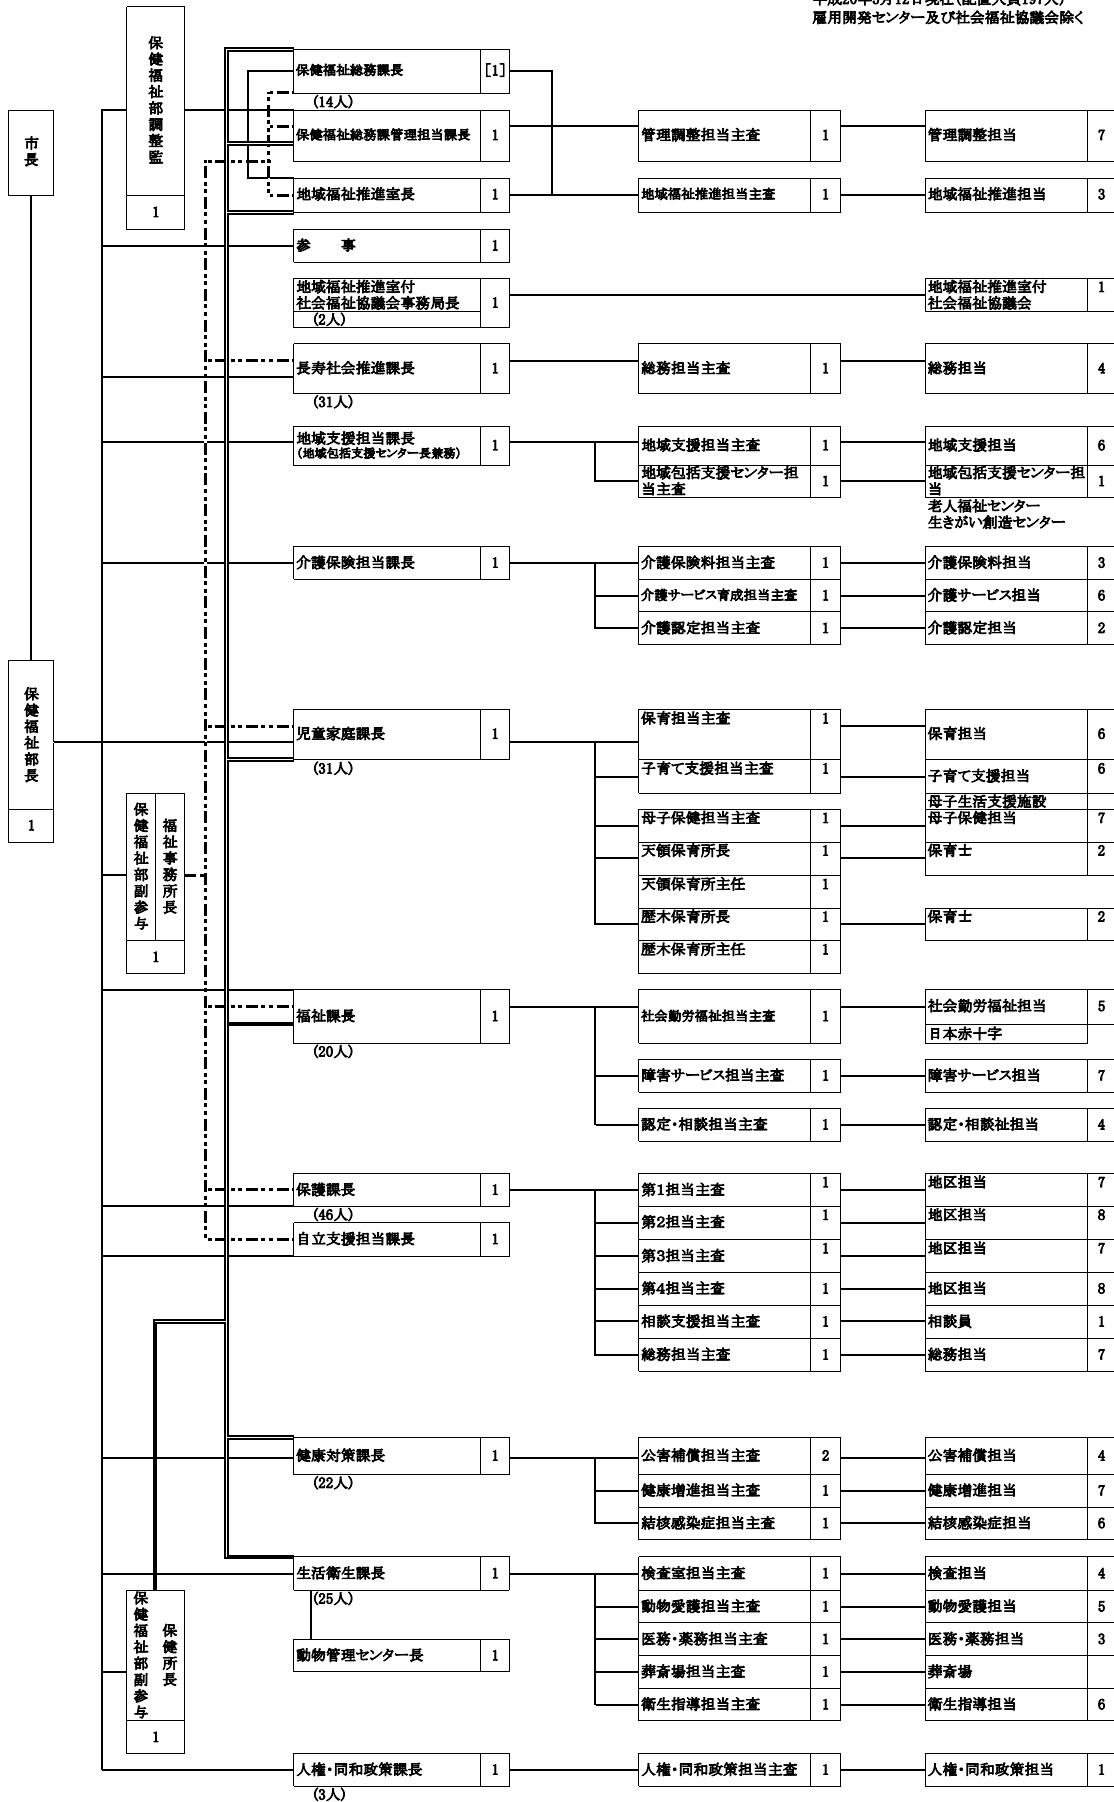 雇用開発センター及び社会福祉協議会除く
市長
保健福祉部長
1
保健福祉部調整監
1
保健福祉総務課長 [1]
(14人)
保健福祉総務課管理担当課長 1
管理調整担当主査 1
管理調整担当 7
地域福祉推進室長 1
地域福祉推進担当主査 1
地域福祉推進担当 3
参　事 1
地域福祉推進室付
社会福祉協議会事務局長 1
(2人)
地域福祉推進室付
社会福祉協議会 1
長寿社会推進課長 1
(31人)
総務担当主査 1
総務担当 4
地域支援担当課長
(地域包括支援センター長兼務) 1
地域支援担当主査 1
地域支援担当 6
地域包括支援センター担
当主査 1
地域包括支援センター担
当 1
老人福祉センター
生きがい創造センター
介護保険担当課長 1
介護保険料担当主査 1
介護保険料担当 3
介護サービス育成担当主査 1
介護サービス担当 6
介護認定担当主査 1
介護認定担当 2
保健福祉部副参与
福祉事務所長
1
児童家庭課長 1
(31人)
保育担当主査 1
保育担当 6
子育て支援担当主査 1
子育て支援担当 6
母子生活支援施設
母子保健担当主査 1
母子保健担当 7
天領保育所長 1
保育士 2
天領保育所主任 1
歴木保育所長 1
保育士 2
歴木保育所主任 1
福祉課長 1
(20人)
社会勤労福祉担当主査 1
社会勤労福祉担当 5
日本赤十字
障害サービス担当主査 1
障害サービス担当 7
認定・相談担当主査 1
認定・相談祉担当 4
保護課長 1
(46人)
自立支援担当課長 1
第1担当主査 1
地区担当 7
第2担当主査 1
地区担当 8
第3担当主査 1
地区担当 7
第4担当主査 1
地区担当 8
相談支援担当主査 1
相談員 1
総務担当主査 1
総務担当 7
健康対策課長 1
(22人)
公害補償担当主査 2
公害補償担当 4
健康増進担当主査 1
健康増進担当 7
結核感染症担当主査 1
結核感染症担当 6
保健福祉部副参与
保健所長
1
生活衛生課長 1
(25人)
動物管理センター長 1
検査室担当主査 1
検査担当 4
動物愛護担当主査 1
動物愛護担当 5
医務・薬務担当主査 1
医務・薬務担当 3
葬斎場担当主査 1
葬斎場
衛生指導担当主査 1
衛生指導担当 6
人権・同和政策課長 1
(3人)
人権・同和政策担当主査 1
人権・同和政策担当 1